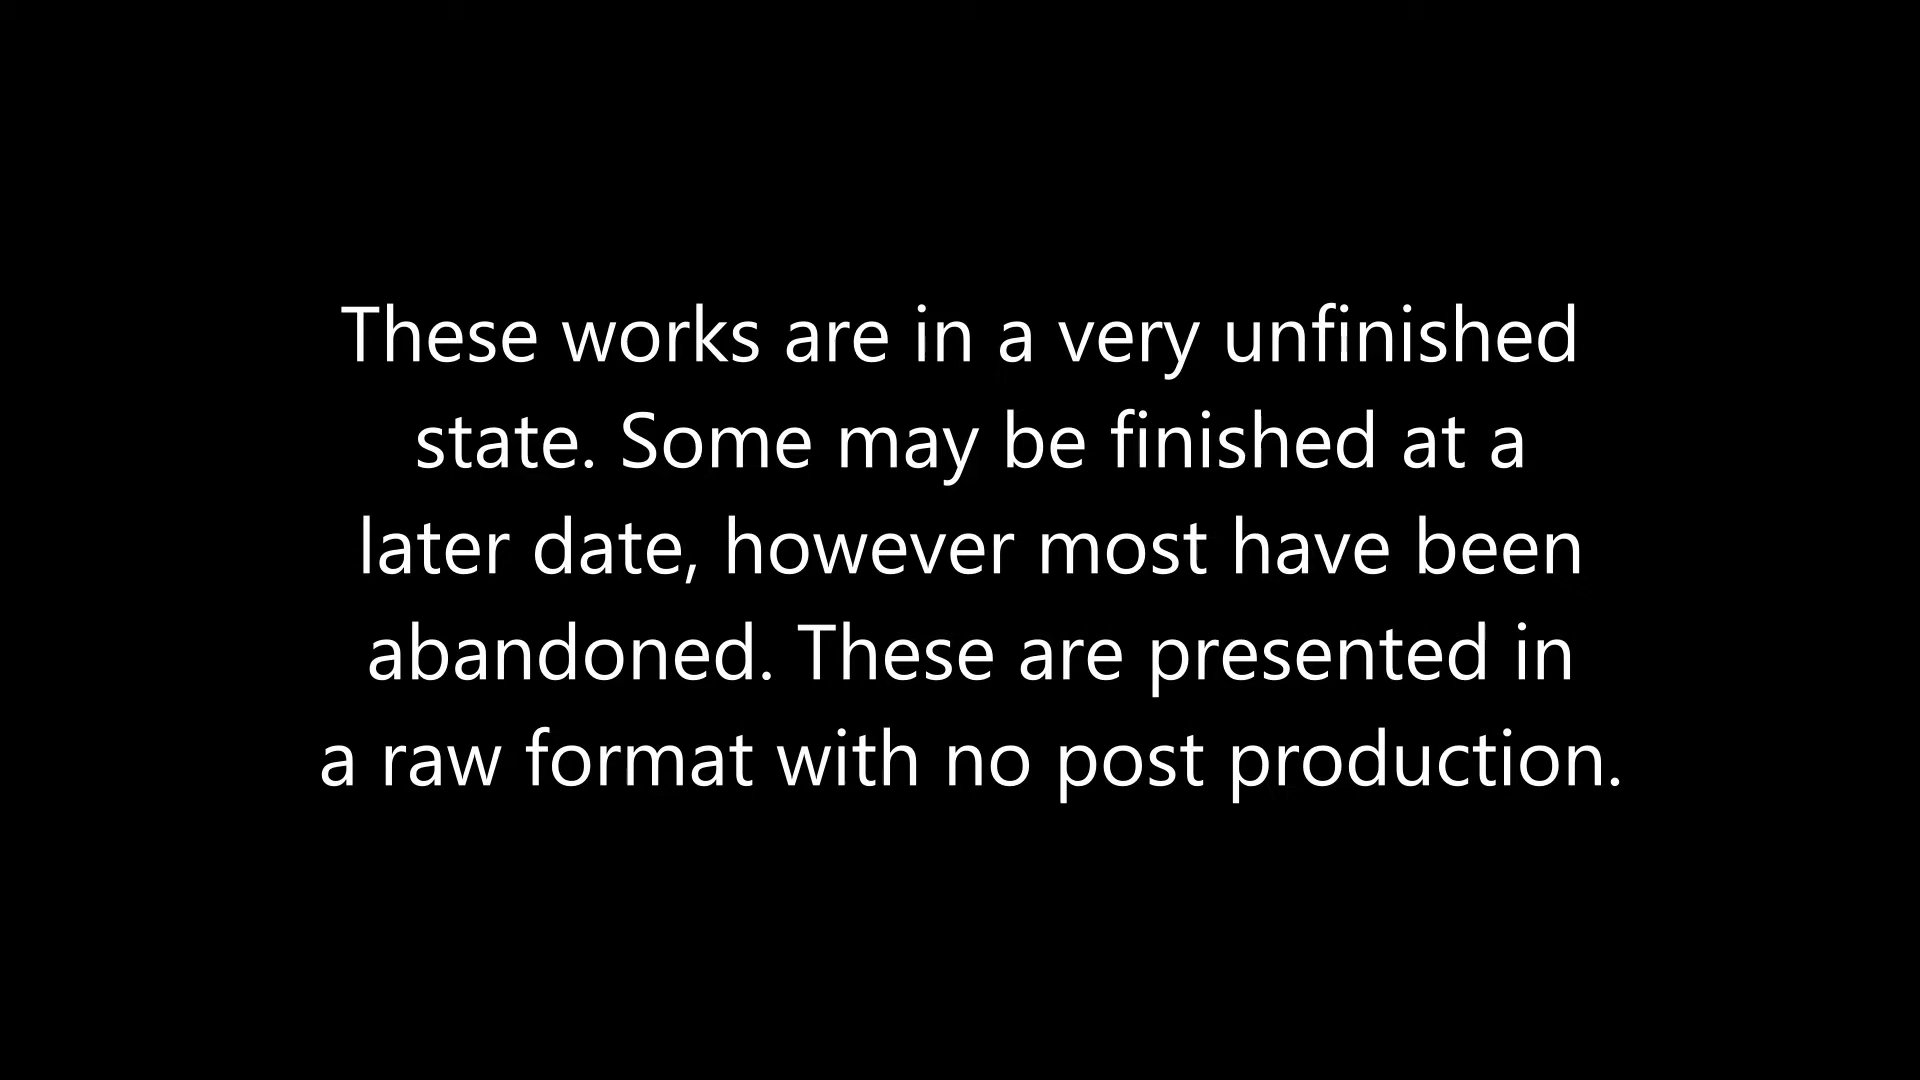 These works are in a very unfinished
state. Some may be finished at a
later date, however most have been
abandoned. These are presented in
a raw format with no post production.